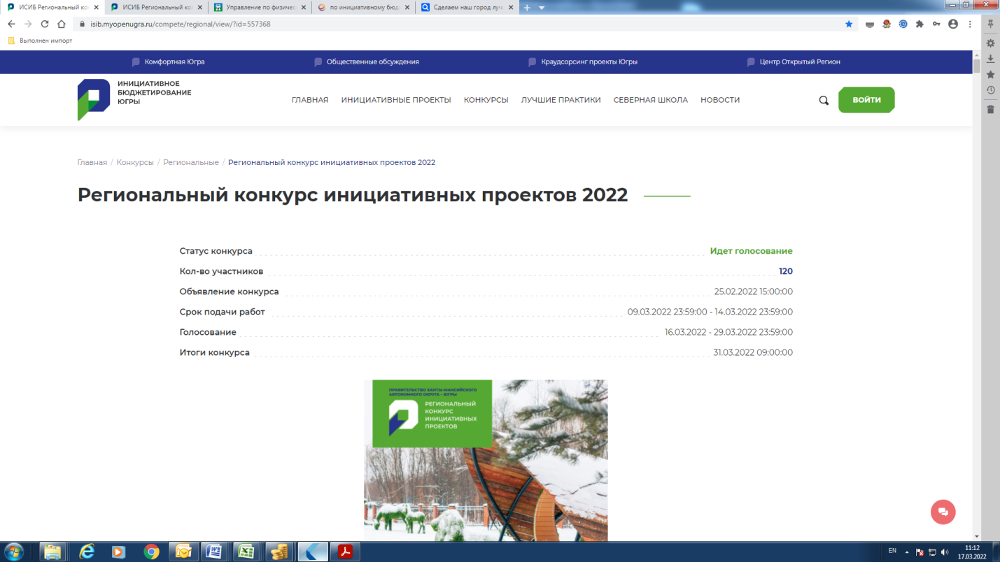 ИСИБ Региональный кон
ИСИБ Региональный кон
Управление по физичес
по инициативному бюд
Сделаем наш город луч
isib.myopenugra.ru/compete/regional/view/?id=557368
Выполнен импорт
Комфортная Югра
Общественные обсуждения
Краудсорсинг проекты Югры
Центр Открытый Регион
ИНИЦИАТИВНОЕ
БЮДЖЕТИРОВАНИЕ
ЮГРЫ
ГЛАВНАЯ ИНИЦИАТИВНЫЕ ПРОЕКТЫ КОНКУРСЫ ЛУЧШИЕ ПРАКТИКИ СЕВЕРНАЯ ШКОЛА НОВОСТИ
ВОЙТИ
Главная / Конкурсы / Региональные / Региональный конкурс инициативных проектов 2022
Региональный конкурс инициативных проектов 2022
Статус конкурса Идет голосование
Кол-во участников 120
Объявление конкурса 25.02.2022 15:00:00
Срок подачи работ 09.03.2022 23:59:00 - 14.03.2022 23:59:00
Голосование 16.03.2022 - 29.03.2022 23:59:00
Итоги конкурса 31.03.2022 09:00:00
ПРАВИТЕЛЬСТВО ХАНТЫ-МАНСИЙСКОГО
АВТОНОМНОГО ОКРУГА – ЮГРЫ
РЕГИОНАЛЬНЫЙ
КОНКУРС
ИНИЦИАТИВНЫХ
ПРОЕКТОВ
EN
11:12
17.03.2022